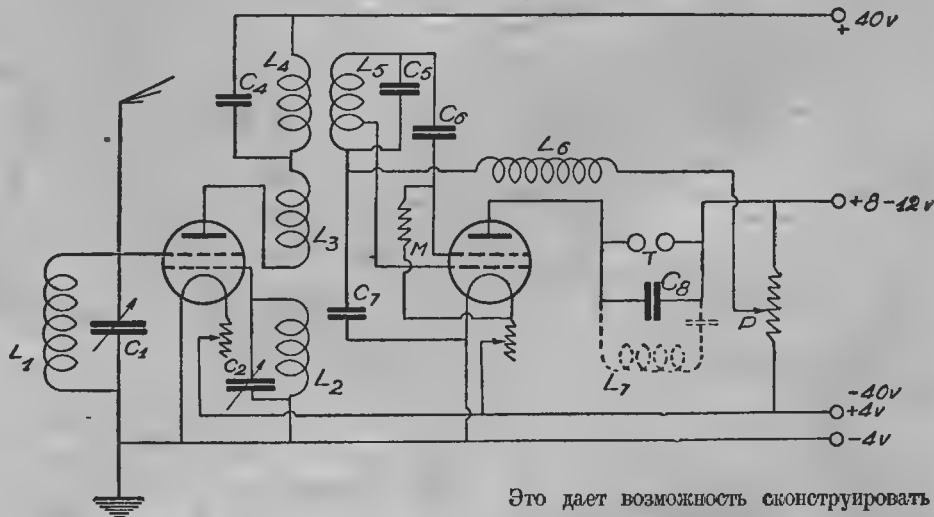 + 40v
L4
L5
C4
C5
C6
L6
+8-12v
L3
M
T
C7
C8
P
L1
C1
C2
L2
L7
-40v
+4v
-4v
Это дает возможность сконструировать